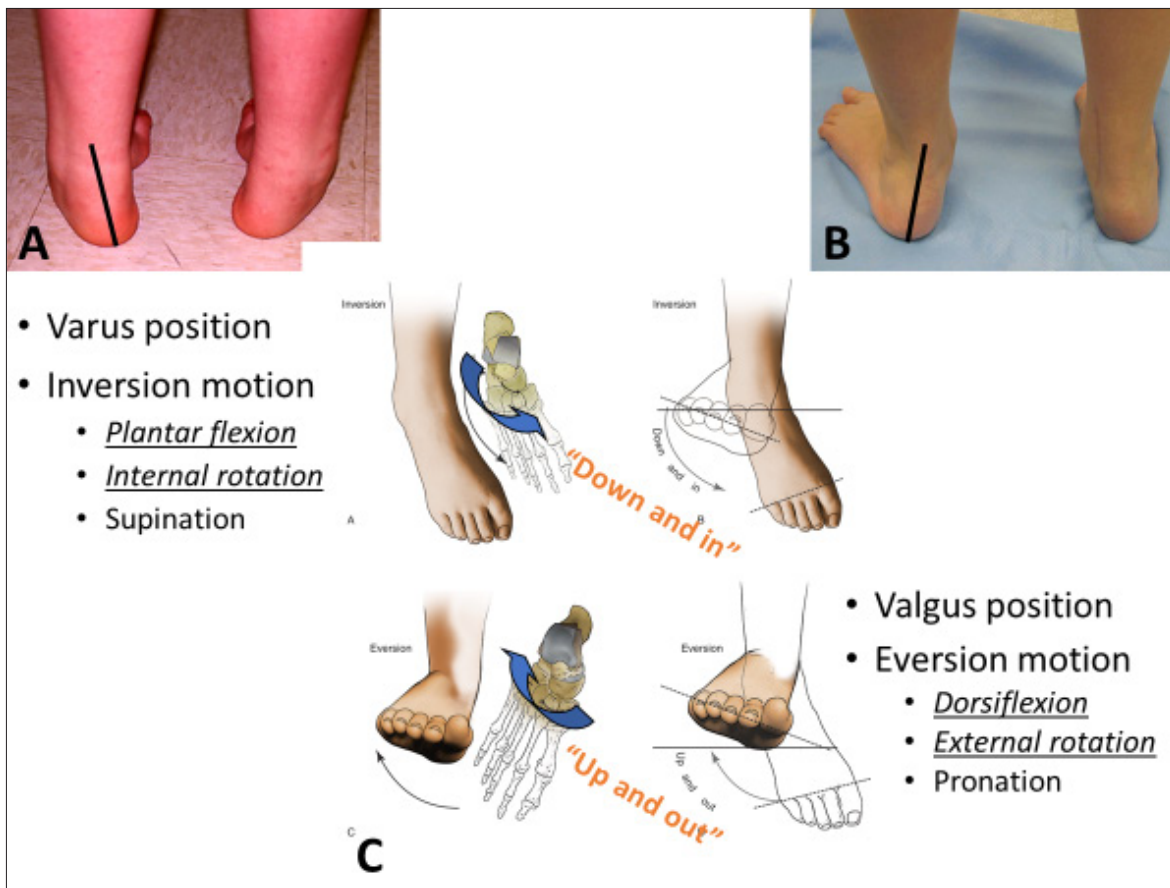 A
B
• Varus position
• Inversion motion
• Plantar flexion
• Internal rotation
• Supination
Inversion
A
Inversion
Down and in
B
"Down and in"
Eversion
C
Eversion
Up and out
"Up and out"
• Valgus position
• Eversion motion
• Dorsiflexion
• External rotation
• Pronation
C